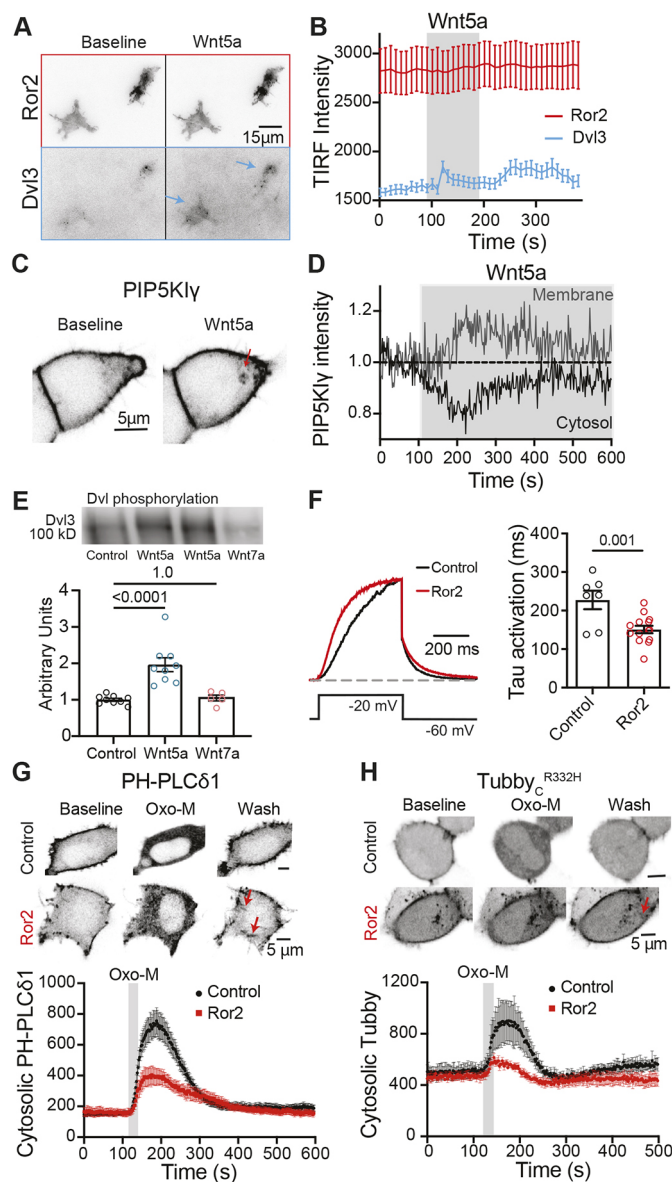 A
Baseline
Wnt5a
Ror2
15μm
Dvl3
B
Wnt5a
TIRF Intensity
3000
2500
2000
1500
Ror2
Dvl3
0 100 200 300
Time (s)
C
PIP5KIγ
Baseline
Wnt5a
5μm
D
Wnt5a
PIP5KIγ intensity
Membrane
1.2
1.0
0.8
Cytosol
0 100 200 300 400 500 600
Time (s)
E
Dvl phosphorylation
Dvl3
100 kD
Control Wnt5a Wnt5a Wnt7a
1.0
<0.0001
Arbitrary Units
4
3
2
1
0
Control Wnt5a Wnt7a
F
Control
Ror2
200 ms
-20 mV
-60 mV
0.001
Tau activation (ms)
400
300
200
100
0
Control
Ror2
G
PH-PLCδ1
Baseline Oxo-M Wash
Control
Ror2
5 μm
Oxo-M
Cytosolic PH-PLCδ1
1000
800
600
400
200
0
Control
Ror2
0 100 200 300 400 500 600
Time (s)
H
Tubby_C^R332H
Baseline Oxo-M Wash
Control
Ror2
5 μm
Oxo-M
Cytosolic Tubby
1200
800
400
0
Control
Ror2
0 100 200 300 400 500
Time (s)